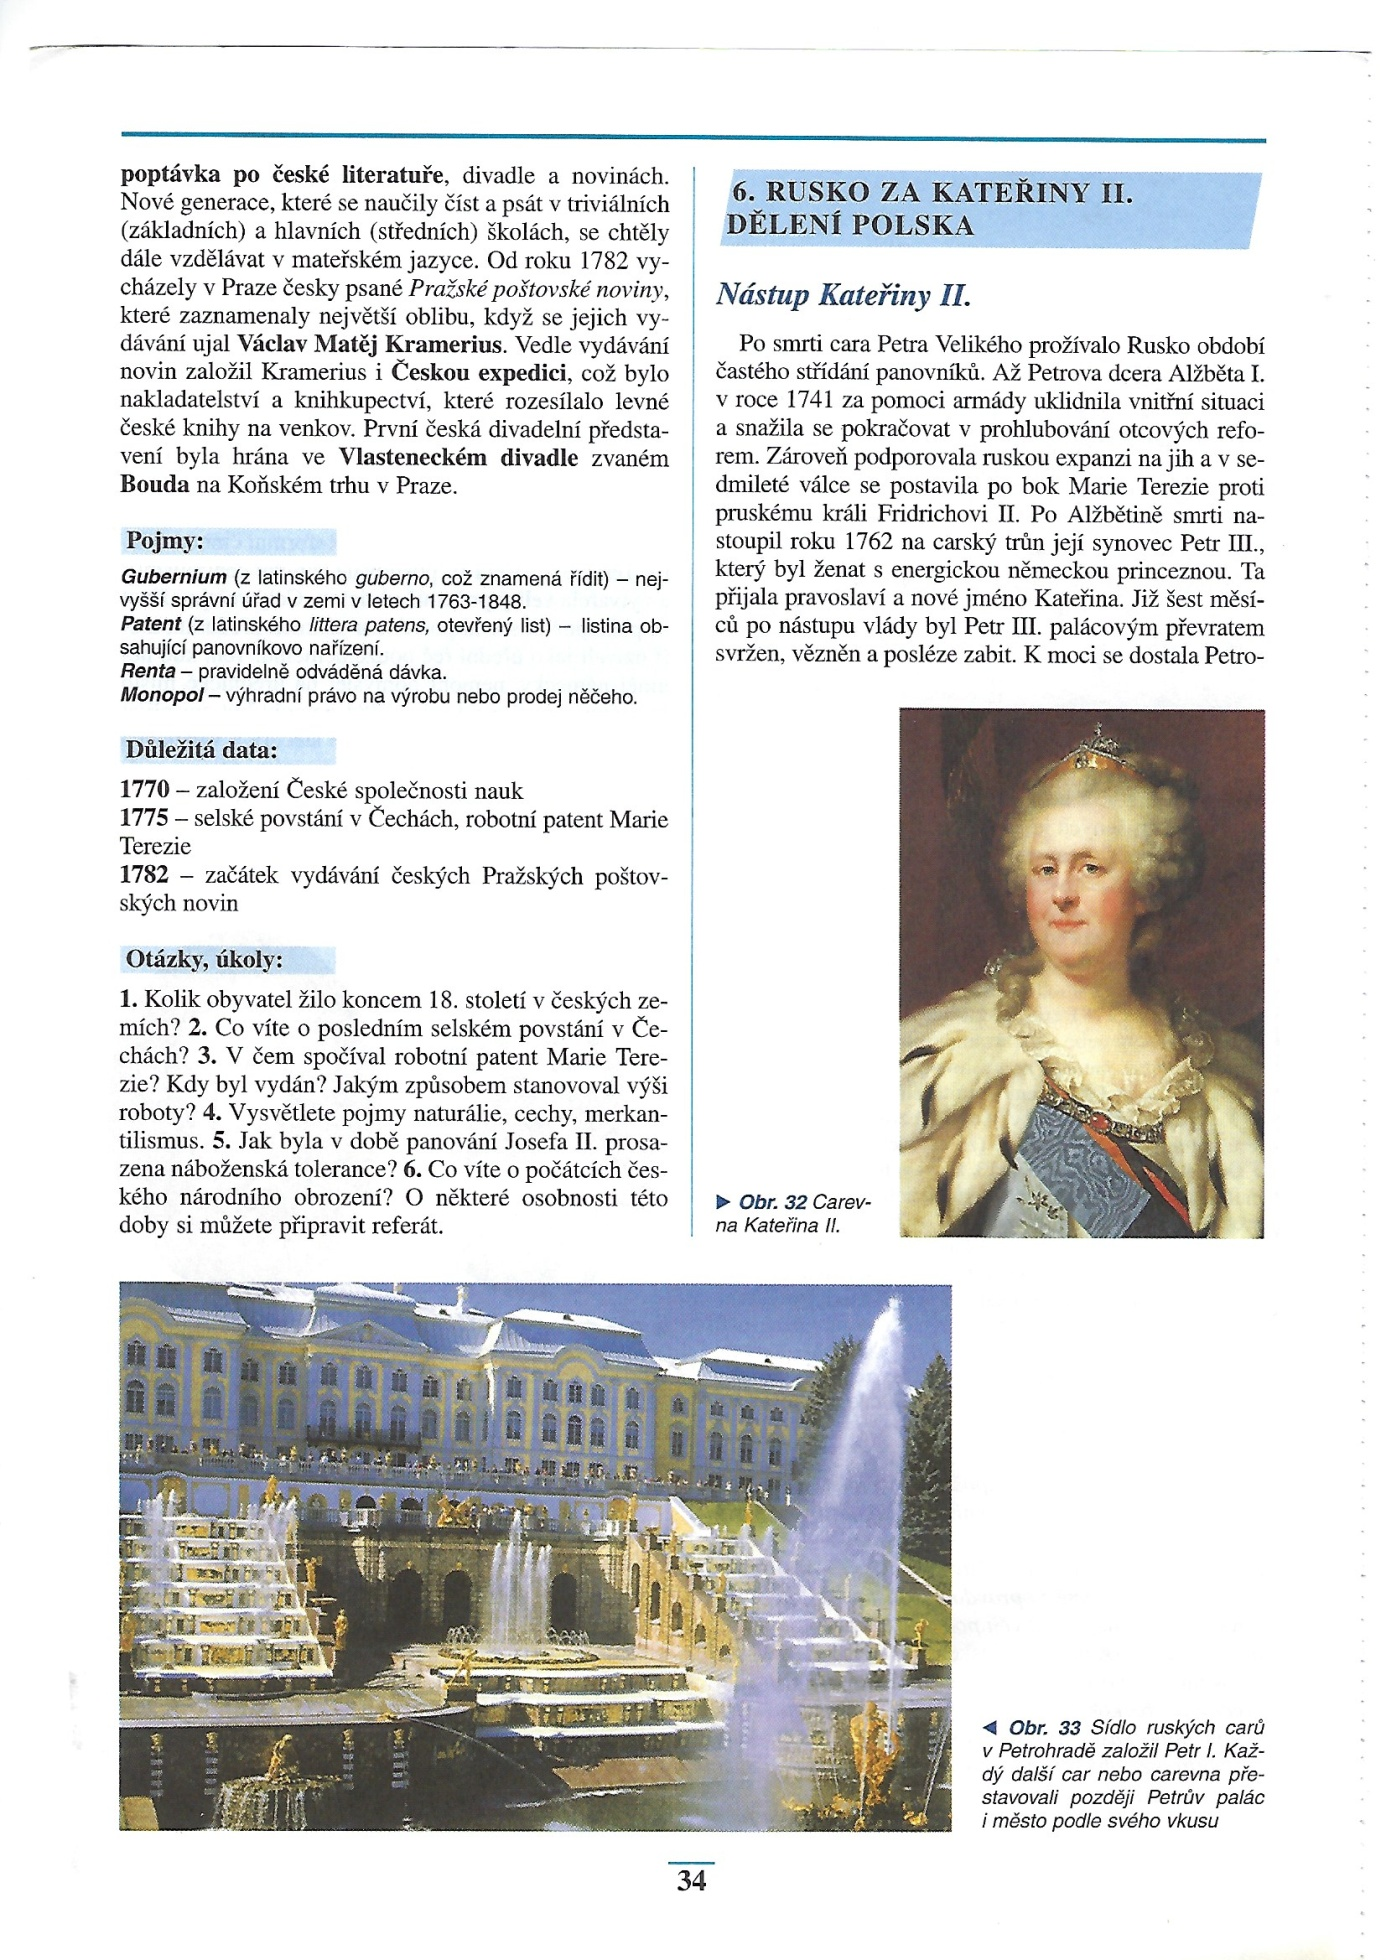 poptávka po české literatuře, divadle a novinách.
Nové generace, které se naučily číst a psát v triviálních
(základních) a hlavních (středních) školách, se chtěly
dále vzdělávat v mateřském jazyce. Od roku 1782 vy-
cházely v Praze česky psané Pražské poštovské noviny,
které zaznamenaly největší oblibu, když se jejich vy-
dávání ujal Václav Matěj Kramerius. Vedle vydávání
novin založil Kramerius i Českou expedici, což bylo
nakladatelství a knihkupectví, které rozesílalo levné
české knihy na venkov. První česká divadelní předsta-
vení byla hrána ve Vlasteneckém divadle zvaném
Bouda na Koňském trhu v Praze.
Pojmy:
Gubernium (z latinského guberno, což znamená řídit) – nej-
vyšší správní úřad v zemi v letech 1763-1848.
Patent (z latinského littera patens, otevřený list) – listina ob-
sahující panovníkovo nařízení.
Renta – pravidelně odváděná dávka.
Monopol – výhradní právo na výrobu nebo prodej něčeho.
Důležitá data:
1770 – založení České společnosti nauk
1775 – selské povstání v Čechách, robotní patent Marie
Terezie
1782 – začátek vydávání českých Pražských poštov-
ských novin
Otázky, úkoly:
1. Kolik obyvatel žilo koncem 18. století v českých ze-
mích? 2. Co víte o posledním selském povstání v Če-
chách? 3. V čem spočíval robotní patent Marie Tere-
zie? Kdy byl vydán? Jakým způsobem stanovoval výši
roboty? 4. Vysvětlete pojmy naturálie, cechy, merkan-
tilismus. 5. Jak byla v době panování Josefa II. prosa-
zena náboženská tolerance? 6. Co víte o počátcích čes-
kého národního obrození? O některé osobnosti této
doby si můžete připravit referát.
6. RUSKO ZA KATEŘINY II.
DĚLENÍ POLSKA
Nástup Kateřiny II.
Po smrti cara Petra Velikého prožívalo Rusko období
častého střídání panovníků. Až Petrova dcera Alžběta I.
v roce 1741 za pomoci armády uklidnila vnitřní situaci
a snažila se pokračovat v prohlubování otcových refo-
rem. Zároveň podporovala ruskou expanzi na jih a v se-
dmileté válce se postavila po bok Marie Terezie proti
pruskému králi Fridrichovi II. Po Alžbětině smrti na-
stoupil roku 1762 na carský trůn její synovec Petr III.,
který byl ženat s energickou německou princeznou. Ta
přijala pravoslaví a nové jméno Kateřina. Již šest měsí-
ců po nástupu vlády byl Petr III. palácovým převratem
svržen, vězněn a posléze zabit. K moci se dostala Petro-
▶ Obr. 32 Carev-
na Kateřina II.
◀ Obr. 33 Sídlo ruských carů
v Petrohradě založil Petr I. Kaž-
dý další car nebo carevna pře-
stavovali později Petrův palác
i město podle svého vkusu
34